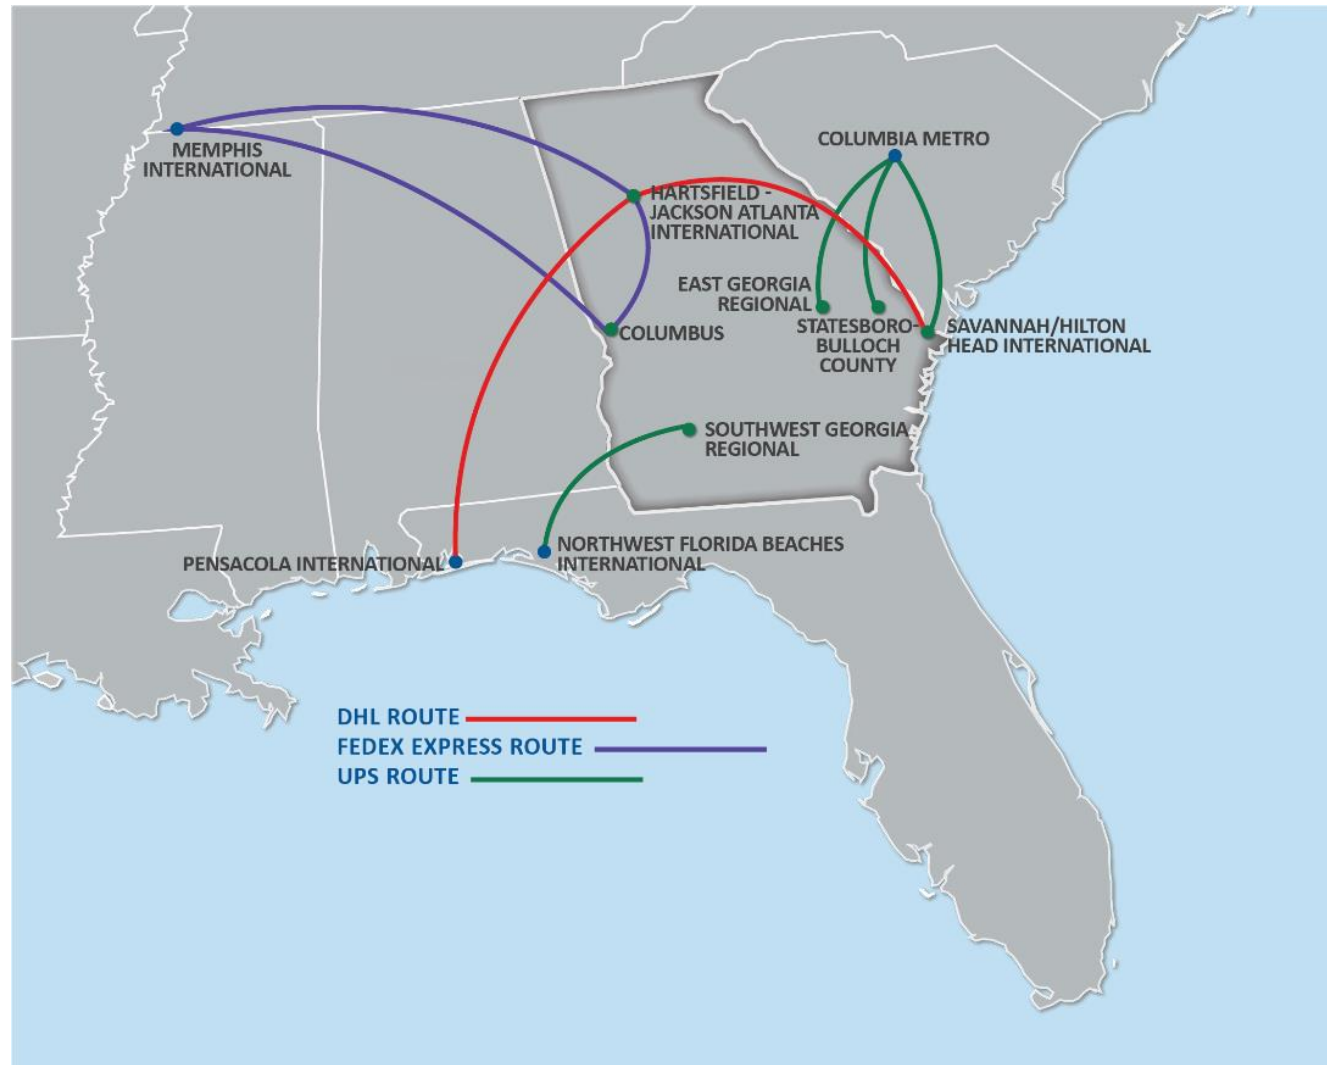 COLUMBIA METRO
MEMPHIS
INTERNATIONAL
HARTSFIELD -
JACKSON ATLANTA
INTERNATIONAL
EAST GEORGIA
REGIONAL
COLUMBUS
STATESBORO-
BULLOCH
COUNTY
SAVANNAH/HILTON
HEAD INTERNATIONAL
SOUTHWEST GEORGIA
REGIONAL
NORTHWEST FLORIDA BEACHES
INTERNATIONAL
PENSACOLA INTERNATIONAL
DHL ROUTE
FEDEX EXPRESS ROUTE
UPS ROUTE